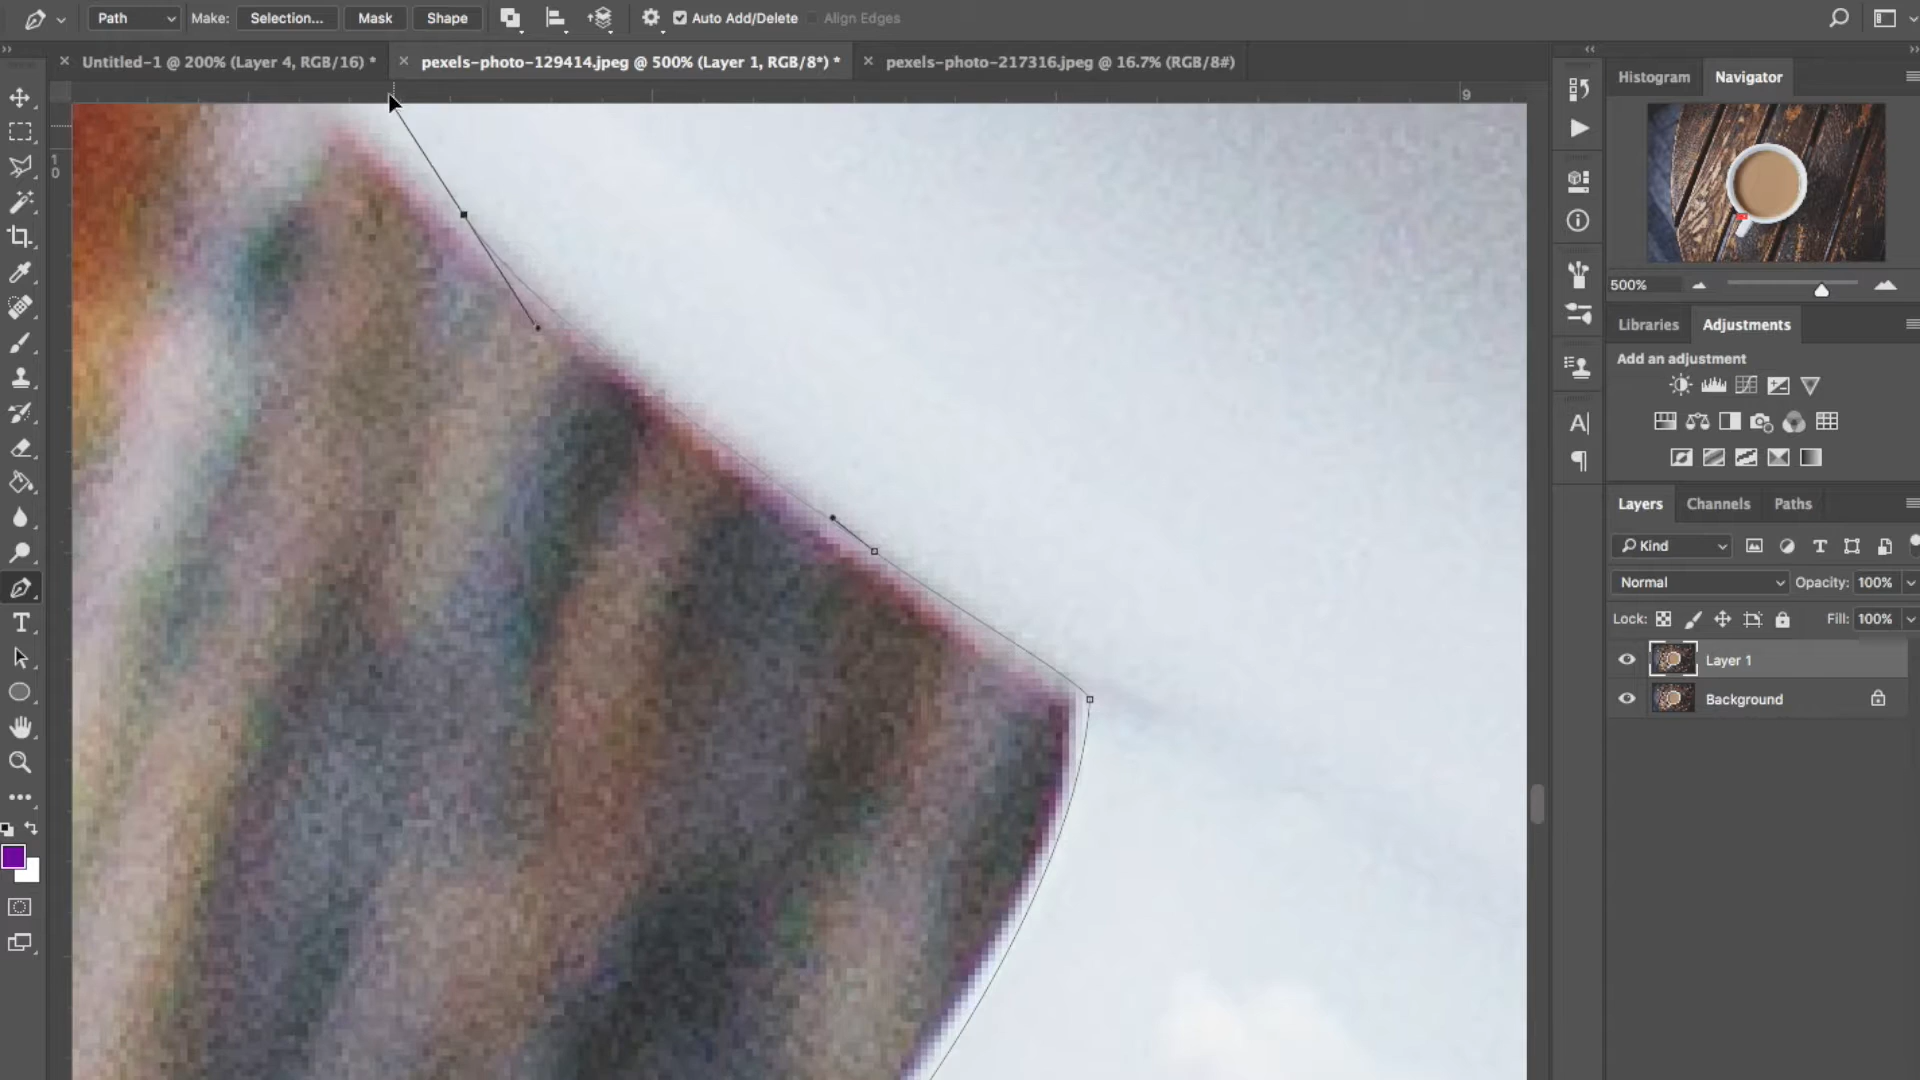 Path Make: Selection... Mask Shape Auto Add/Delete Align Edges
Untitled-1 @ 200% (Layer 4, RGB/16) * pexels-photo-129414.jpeg @ 500% (Layer 1, RGB/8*) * pexels-photo-217316.jpeg @ 16.7% (RGB/8#)
Histogram Navigator
9
1
0
500%
Libraries Adjustments
Add an adjustment
Layers Channels Paths
Kind
Normal Opacity: 100%
Lock: Fill: 100%
Layer 1
Background